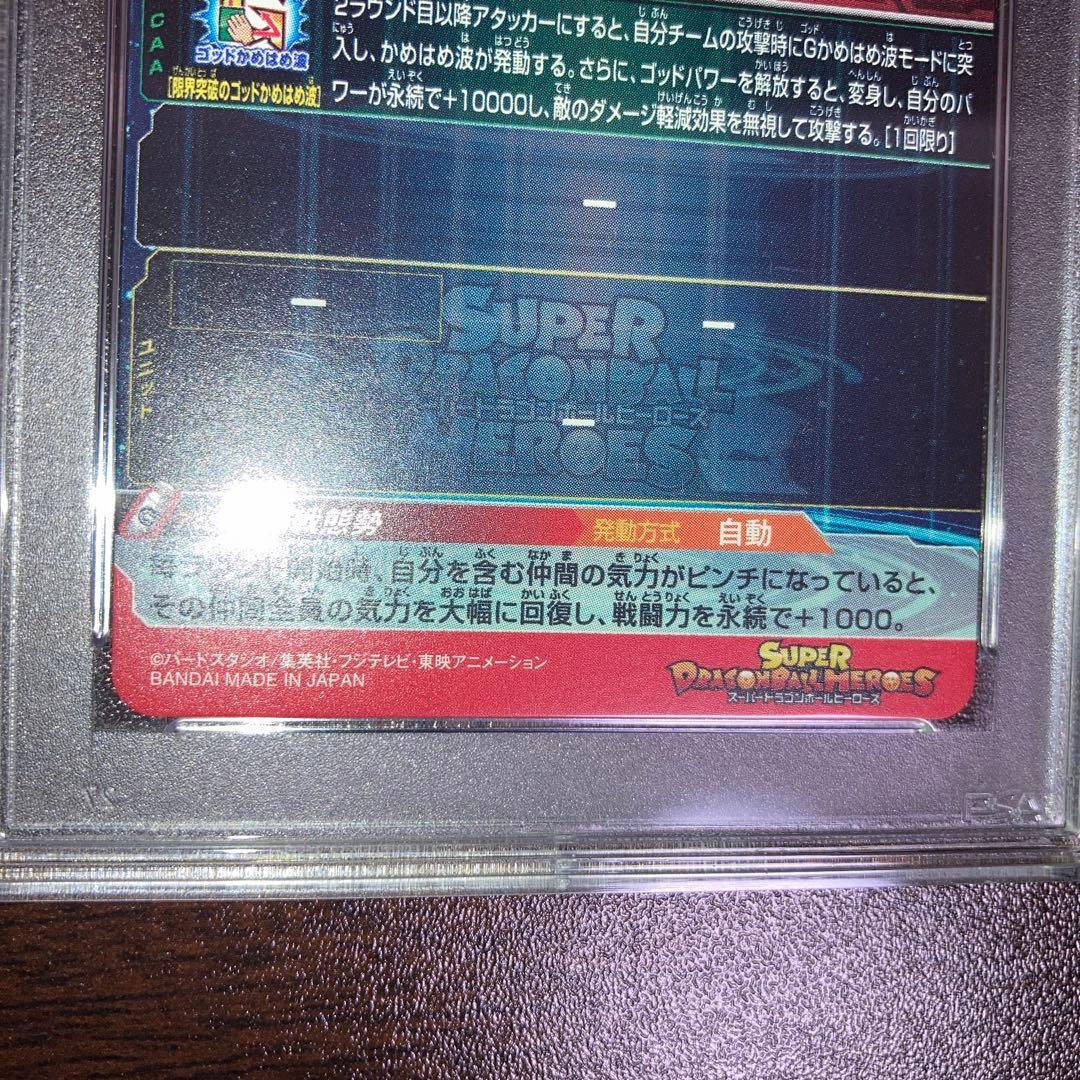 CAA
ゴッドかめはめ波
[限界突破のゴッドかめはめ波]
2ラウンド目以降アタッカーにすると、自分チームの攻撃時にGかめはめ波モードに突
入し、かめはめ波が発動する。さらに、ゴッドパワーを解放すると、変身し、自分のパ
ワーが永続で+10000し、敵のダメージ軽減効果を無視して攻撃する。[1回限り]
ユニット
SUPER
DRAGONBALL
スーパードラゴンボールヒーローズ
HEROES
態勢
発動方式 自動
開始時、自分を含む仲間の気力がピンチになっていると、
その仲間全員の気力を大幅に回復し、戦闘力を永続で+1000。
©バードスタジオ/集英社・フジテレビ・東映アニメーション
BANDAI MADE IN JAPAN
SUPER
DRAGONBALL HEROES
スーパードラゴンボールヒーローズ